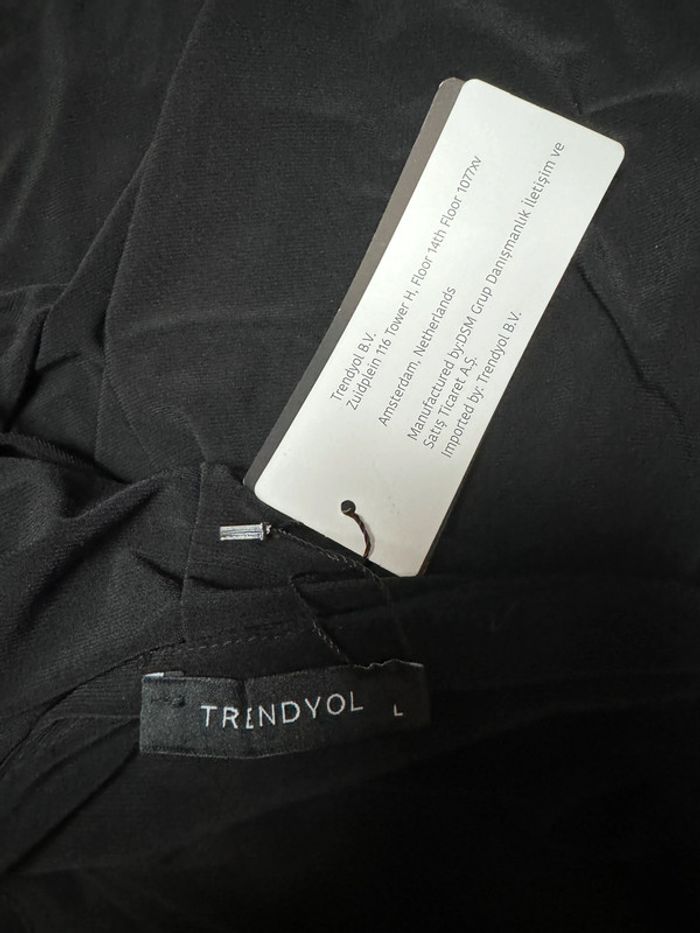 Trendyol B.V.
Zuidplein 116 Tower H, Floor 14th Floor 1077XV
Amsterdam, Netherlands
Manufactured by:DSM Grup Danışmanlık İletişim ve
Satış Ticaret A.Ş.
Imported by: Trendyol B.V.
TRENDYOL L